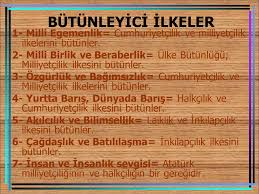 BÜTÜNLEYİCİ İLKELER
1- Milli Egemenlik= Cumhuriyetçilik ve milliyetçilik
ilkelerini bütünler.
2- Milli Birlik ve Beraberlik= Ülke Bütünlüğü,
Milliyetçilik ilkesini bütünler.
3- Özgürlük ve Bağımsızlık= Cumhuriyetçilik ve
Milliyetçilik ilkelerini bütünler.
4- Yurtta Barış, Dünyada Barış= Halkçılık ve
Cumhuriyetçilik ilkesini bütünler.
5- Akılcılık ve Bilimsellik= Laiklik ve İnkılapçılık
ilkesini bütünler.
6- Çağdaşlık ve Batılılaşma= İnkılapçılık ilkesini
bütünler.
7- İnsan ve İnsanlık sevgisi= Atatürk
milliyetçiliğinin ve halkçılığın bir gereğidir.